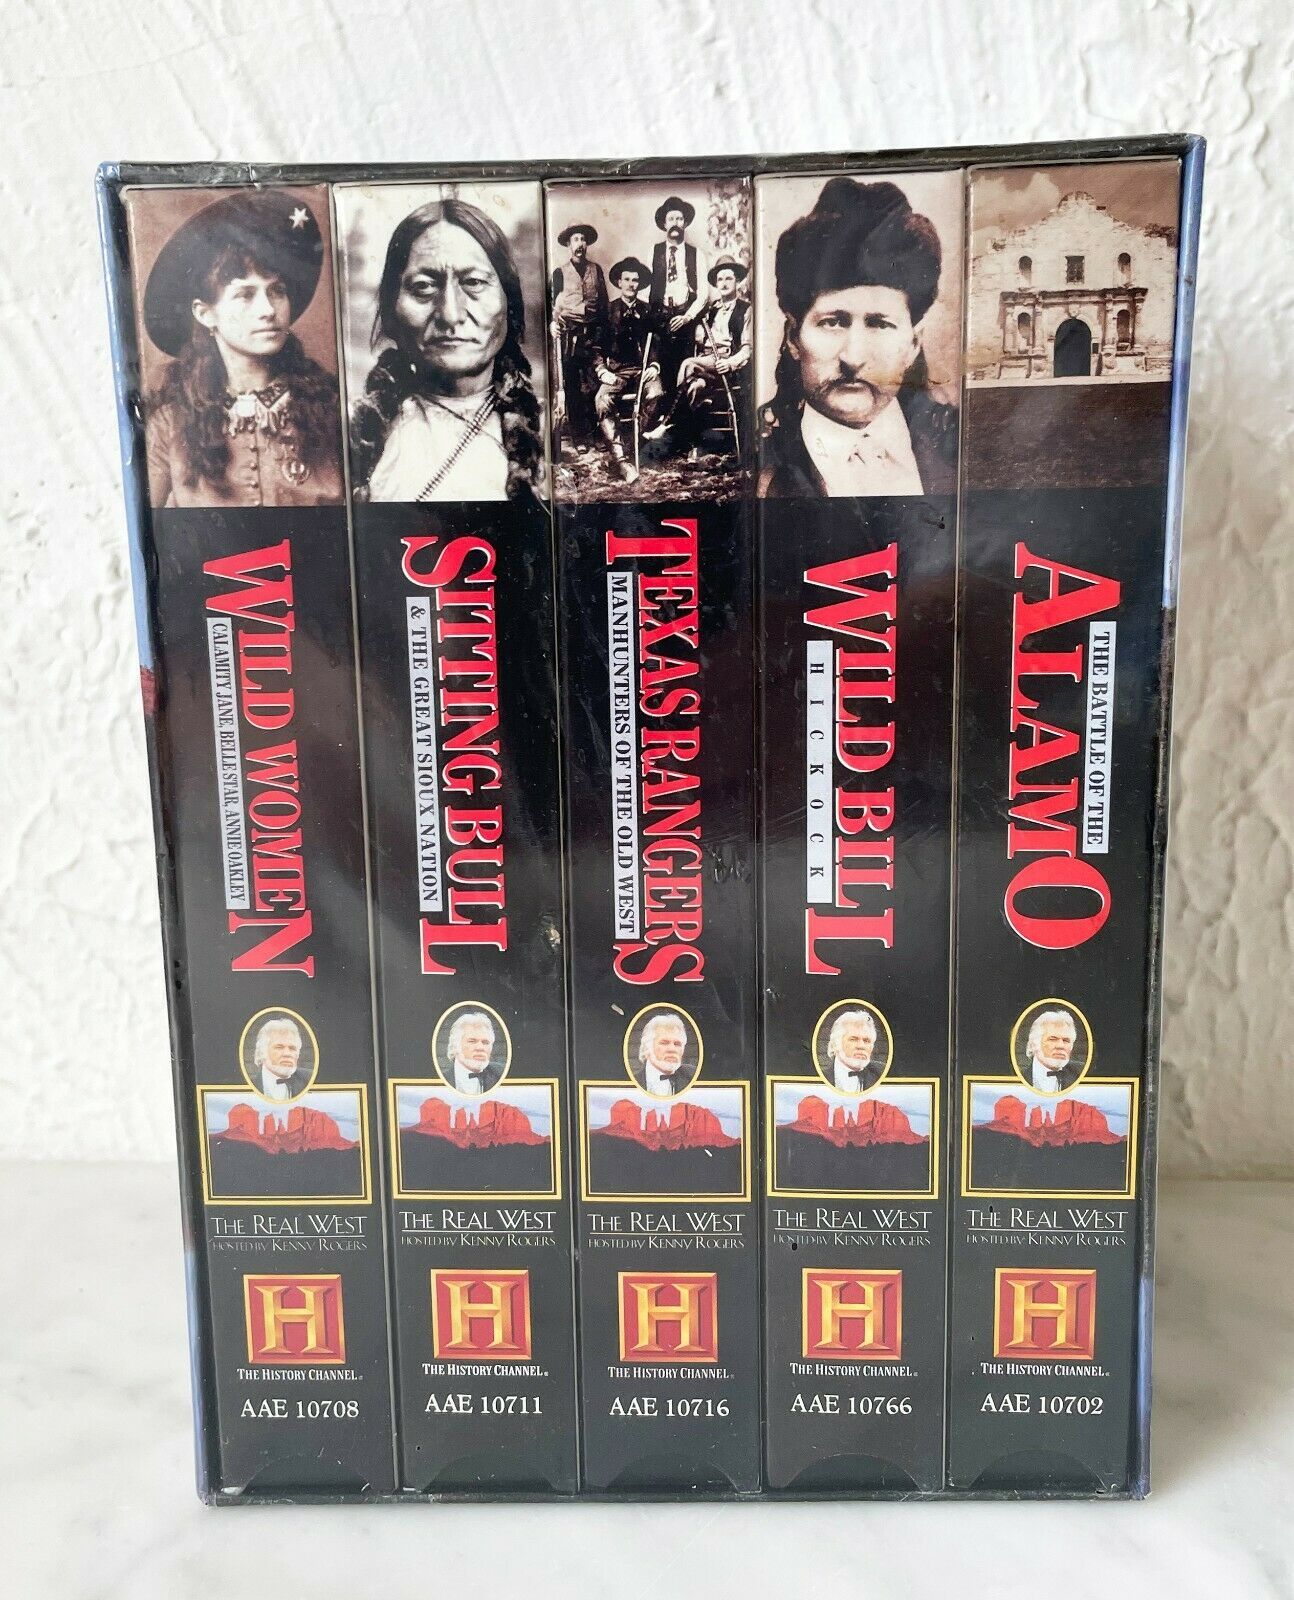 WILD WOMEN
CALAMITY JANE, BELLE STAR, ANNIE OAKLEY
THE REAL WEST
HOSTED BY KENNY ROGERS
H
THE HISTORY CHANNEL®
AAE 10708
SITTING BULL
& THE GREAT SIOUX NATION
THE REAL WEST
HOSTED BY KENNY ROGERS
H
THE HISTORY CHANNEL®
AAE 10711
TEXAS RANGERS
MANHUNTERS OF THE OLD WEST
THE REAL WEST
HOSTED BY KENNY ROGERS
H
THE HISTORY CHANNEL®
AAE 10716
WILD BILL
HICKOCK
THE REAL WEST
HOSTED BY KENNY ROGERS
H
THE HISTORY CHANNEL®
AAE 10766
THE BATTLE OF THE
ALAMO
THE REAL WEST
HOSTED BY KENNY ROGERS
H
THE HISTORY CHANNEL®
AAE 10702